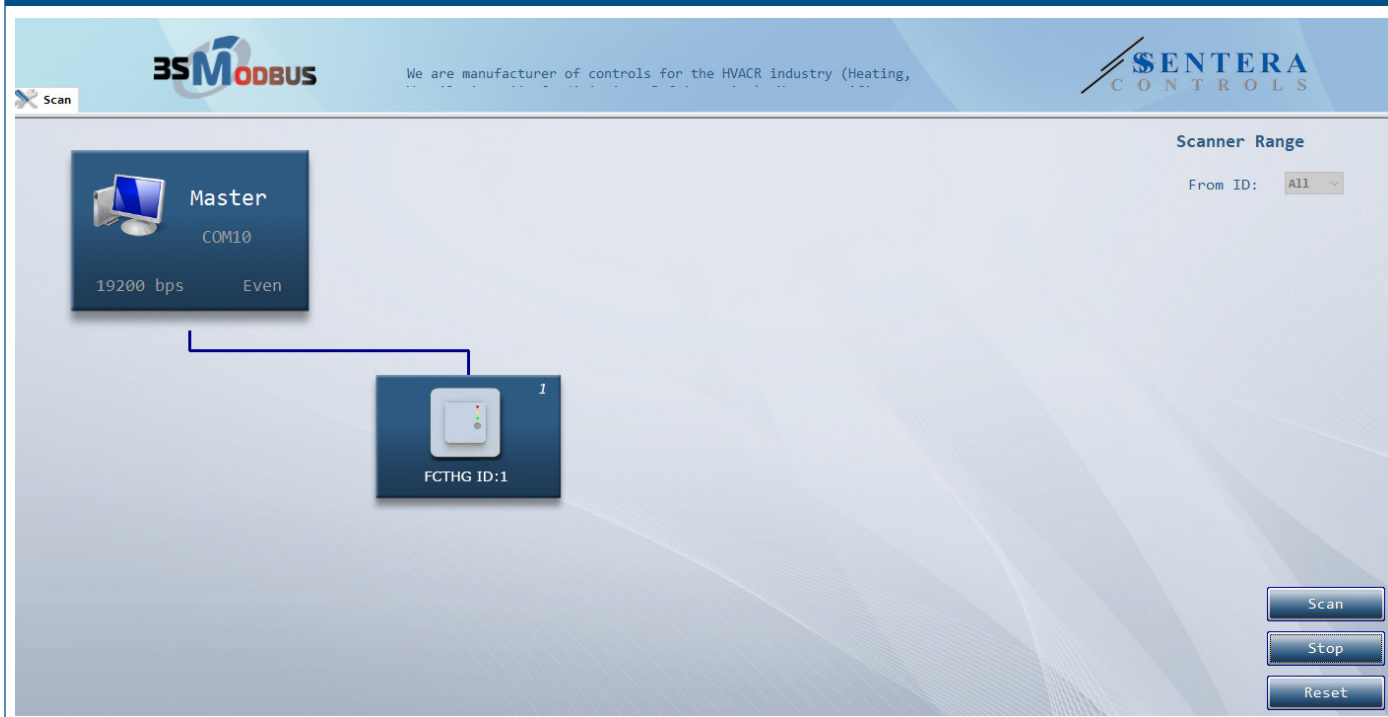 3SMODBUS
We are manufacturer of controls for the HVACR industry (Heating,
SENTERA
CONTROLS
Scan
Scanner Range
From ID: All
Master
COM10
19200 bps Even
1
FCTHG ID:1
Scan
Stop
Reset